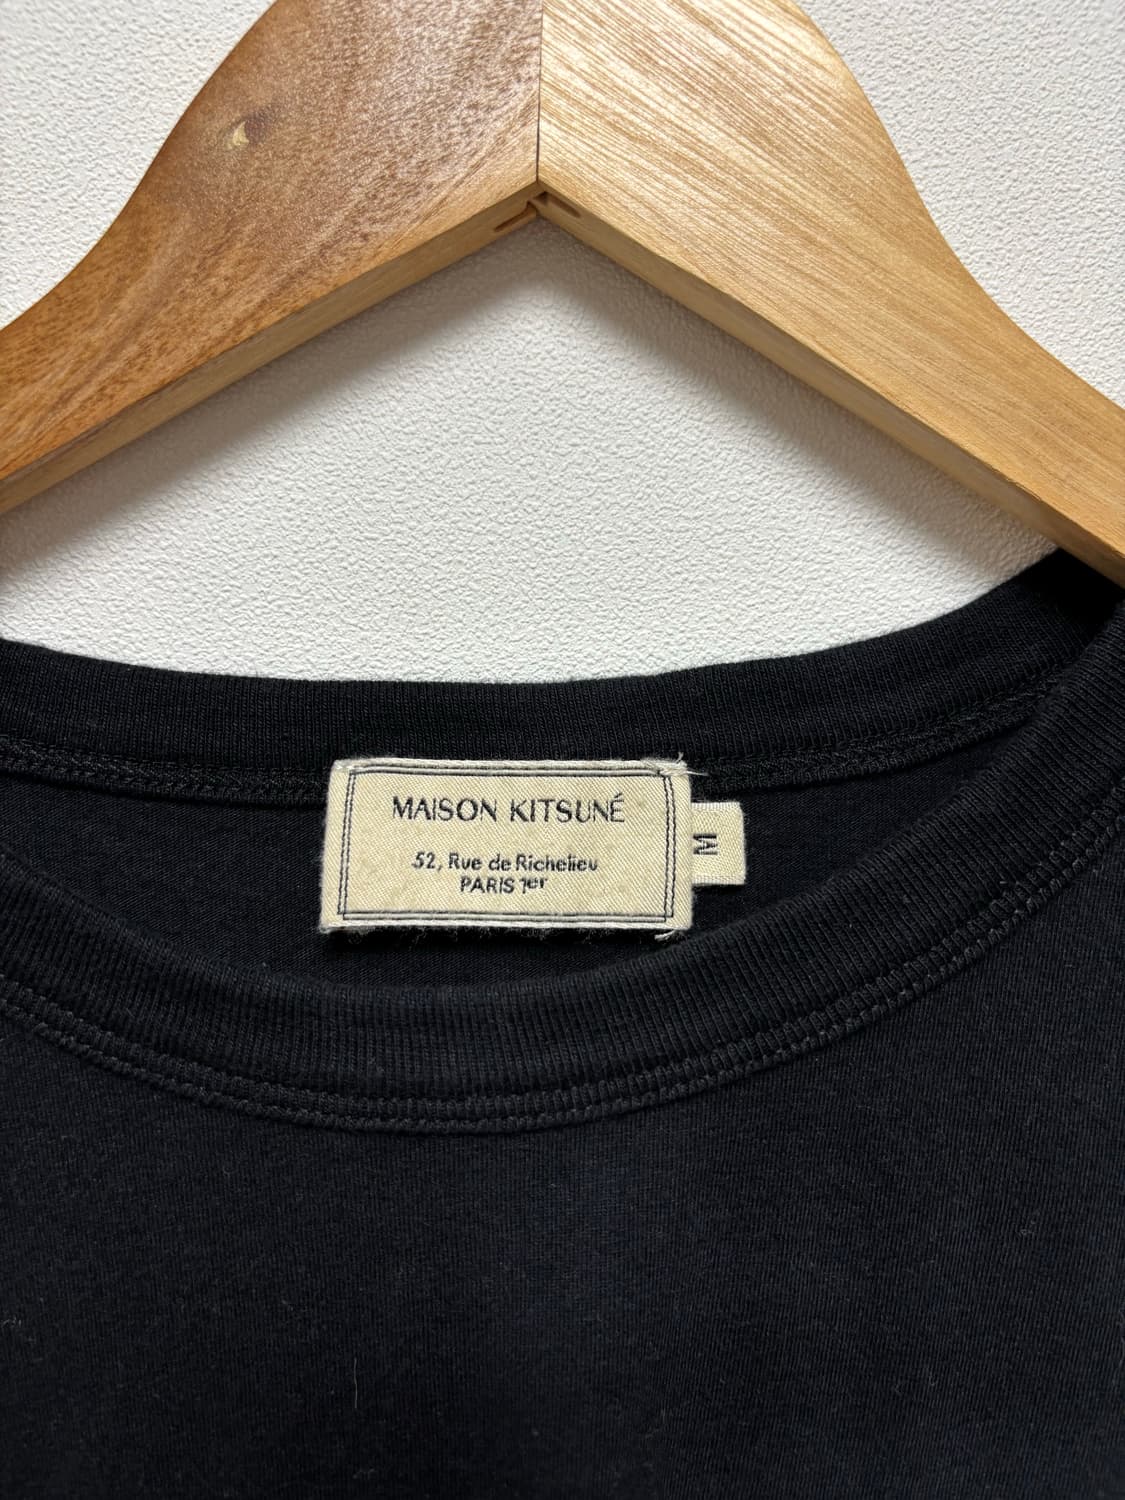 MAISON KITSUNÉ
52, Rue de Richelieu
PARIS 1er
M